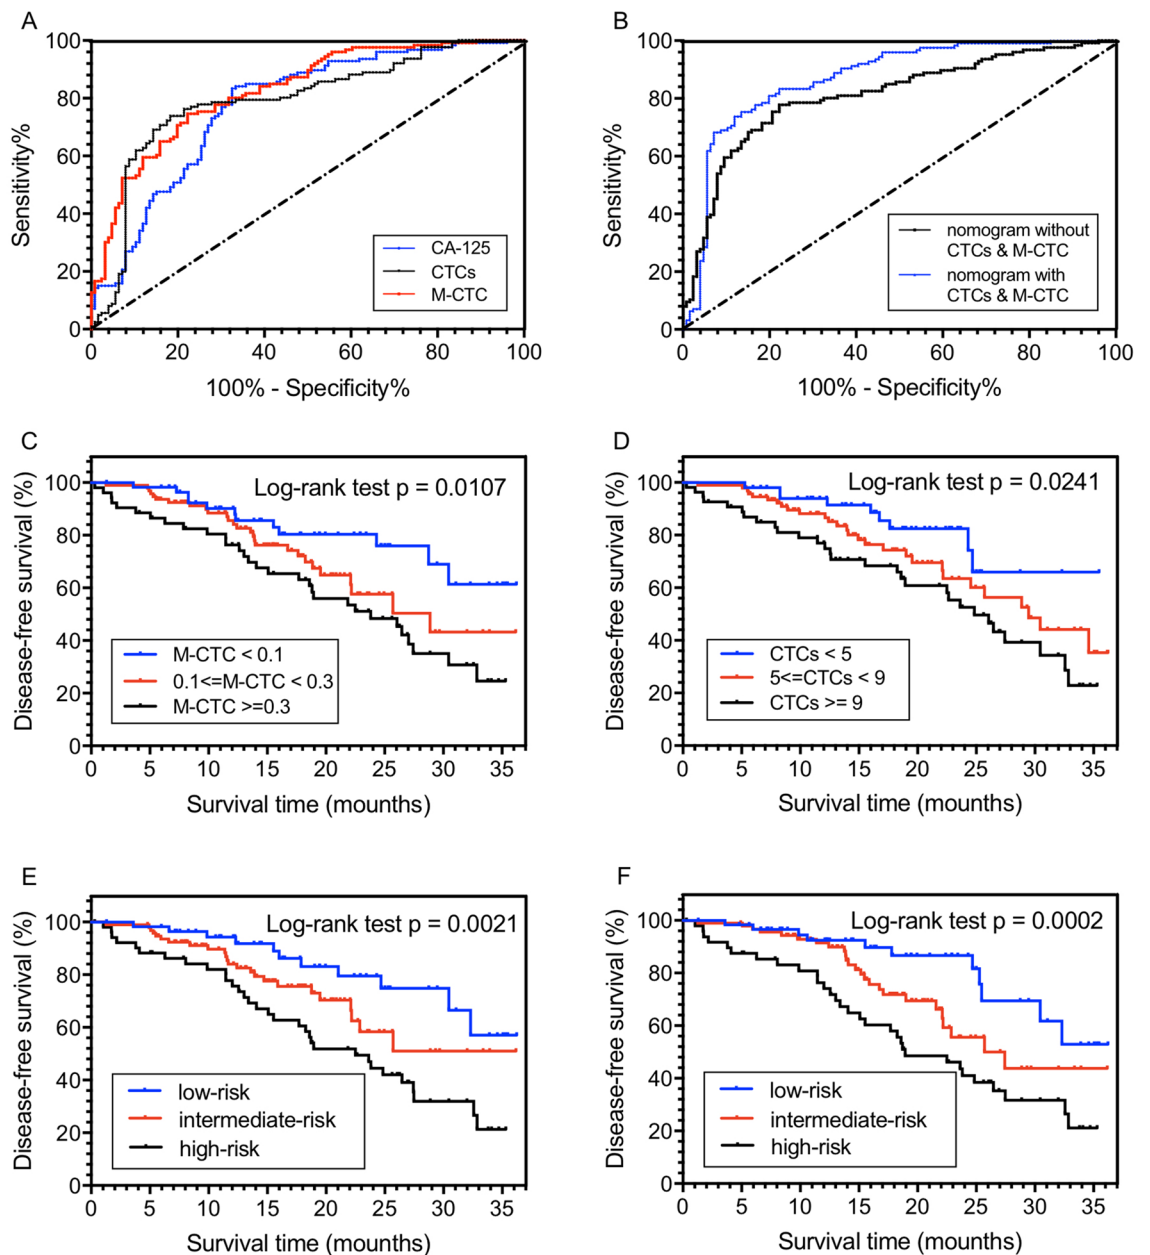 A
100
80
60
40
20
0
Sensitivity%
CA-125
CTCs
M-CTC
0 20 40 60 80 100
100% - Specificity%
B
100
80
60
40
20
0
Sensitivity%
nomogram without
CTCs & M-CTC
nomogram with
CTCs & M-CTC
0 20 40 60 80 100
100% - Specificity%
C
100
80
60
40
20
0
Disease-free survival (%)
Log-rank test p = 0.0107
M-CTC < 0.1
0.1<=M-CTC < 0.3
M-CTC >=0.3
0 5 10 15 20 25 30 35
Survival time (mounths)
D
100
80
60
40
20
0
Disease-free survival (%)
Log-rank test p = 0.0241
CTCs < 5
5<=CTCs < 9
CTCs >= 9
0 5 10 15 20 25 30 35
Survival time (mounths)
E
100
80
60
40
20
0
Disease-free survival (%)
Log-rank test p = 0.0021
low-risk
intermediate-risk
high-risk
0 5 10 15 20 25 30 35
Survival time (mounths)
F
100
80
60
40
20
0
Disease-free survival (%)
Log-rank test p = 0.0002
low-risk
intermediate-risk
high-risk
0 5 10 15 20 25 30 35
Survival time (mounths)